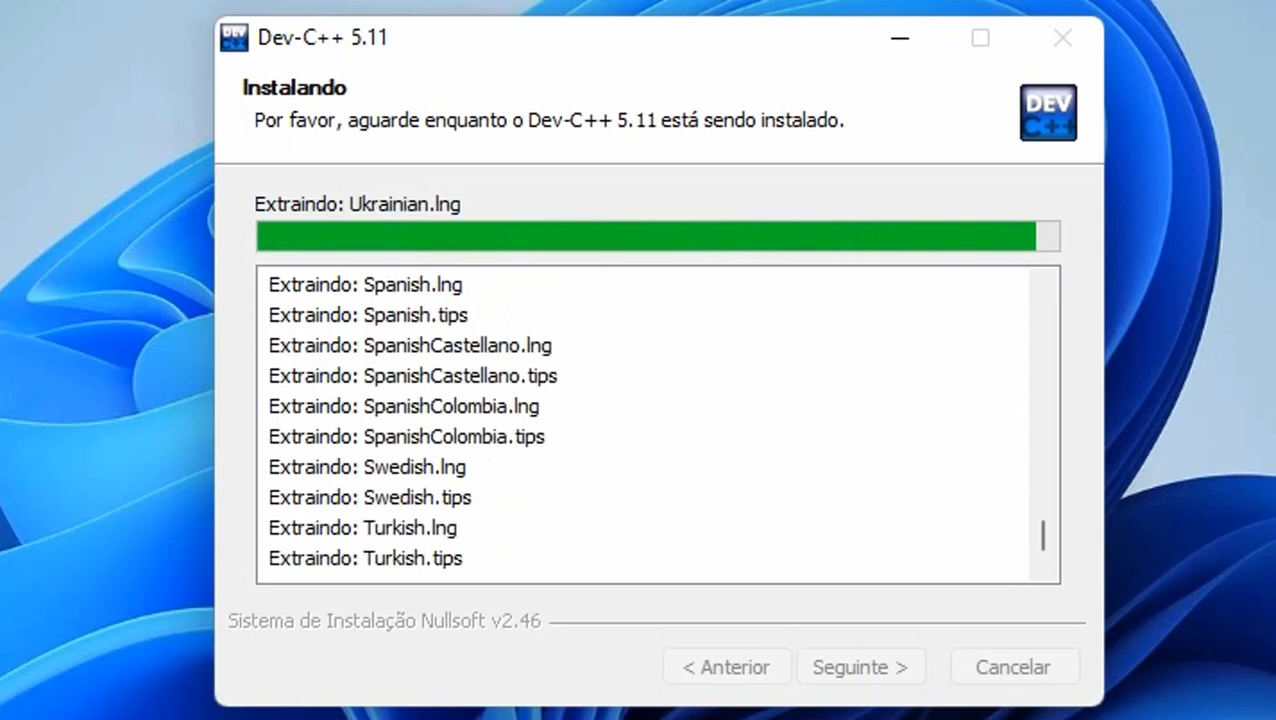 DEV
C++
Dev-C++ 5.11
Instalando
Por favor, aguarde enquanto o Dev-C++ 5.11 está sendo instalado.
DEV
C++
Extraindo: Ukrainian.lng
Extraindo: Spanish.lng
Extraindo: Spanish.tips
Extraindo: SpanishCastellano.lng
Extraindo: SpanishCastellano.tips
Extraindo: SpanishColombia.lng
Extraindo: SpanishColombia.tips
Extraindo: Swedish.lng
Extraindo: Swedish.tips
Extraindo: Turkish.lng
Extraindo: Turkish.tips
Sistema de Instalação Nullsoft v2.46
< Anterior
Seguinte >
Cancelar